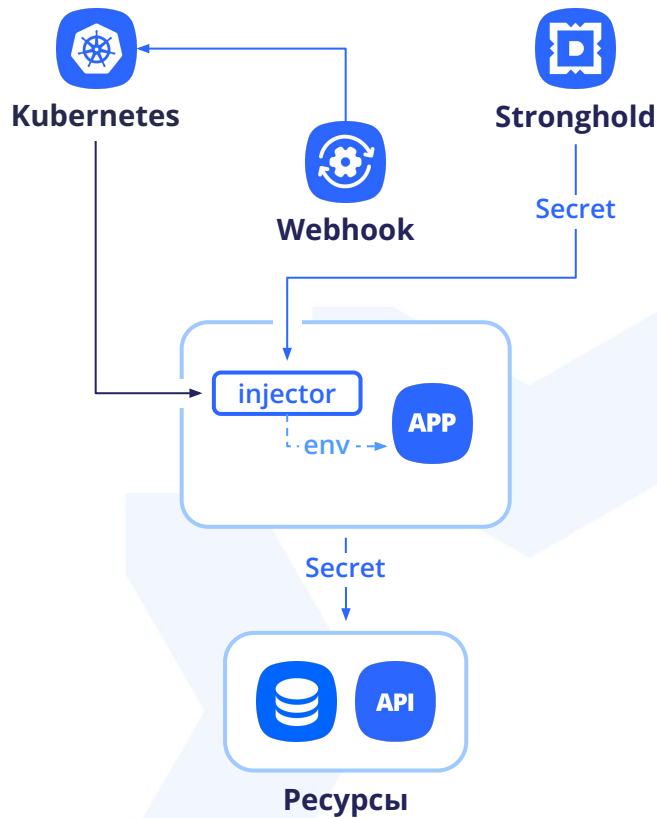 Kubernetes
Stronghold
Webhook
Secret
injector
APP
env
Secret
API
Ресурсы